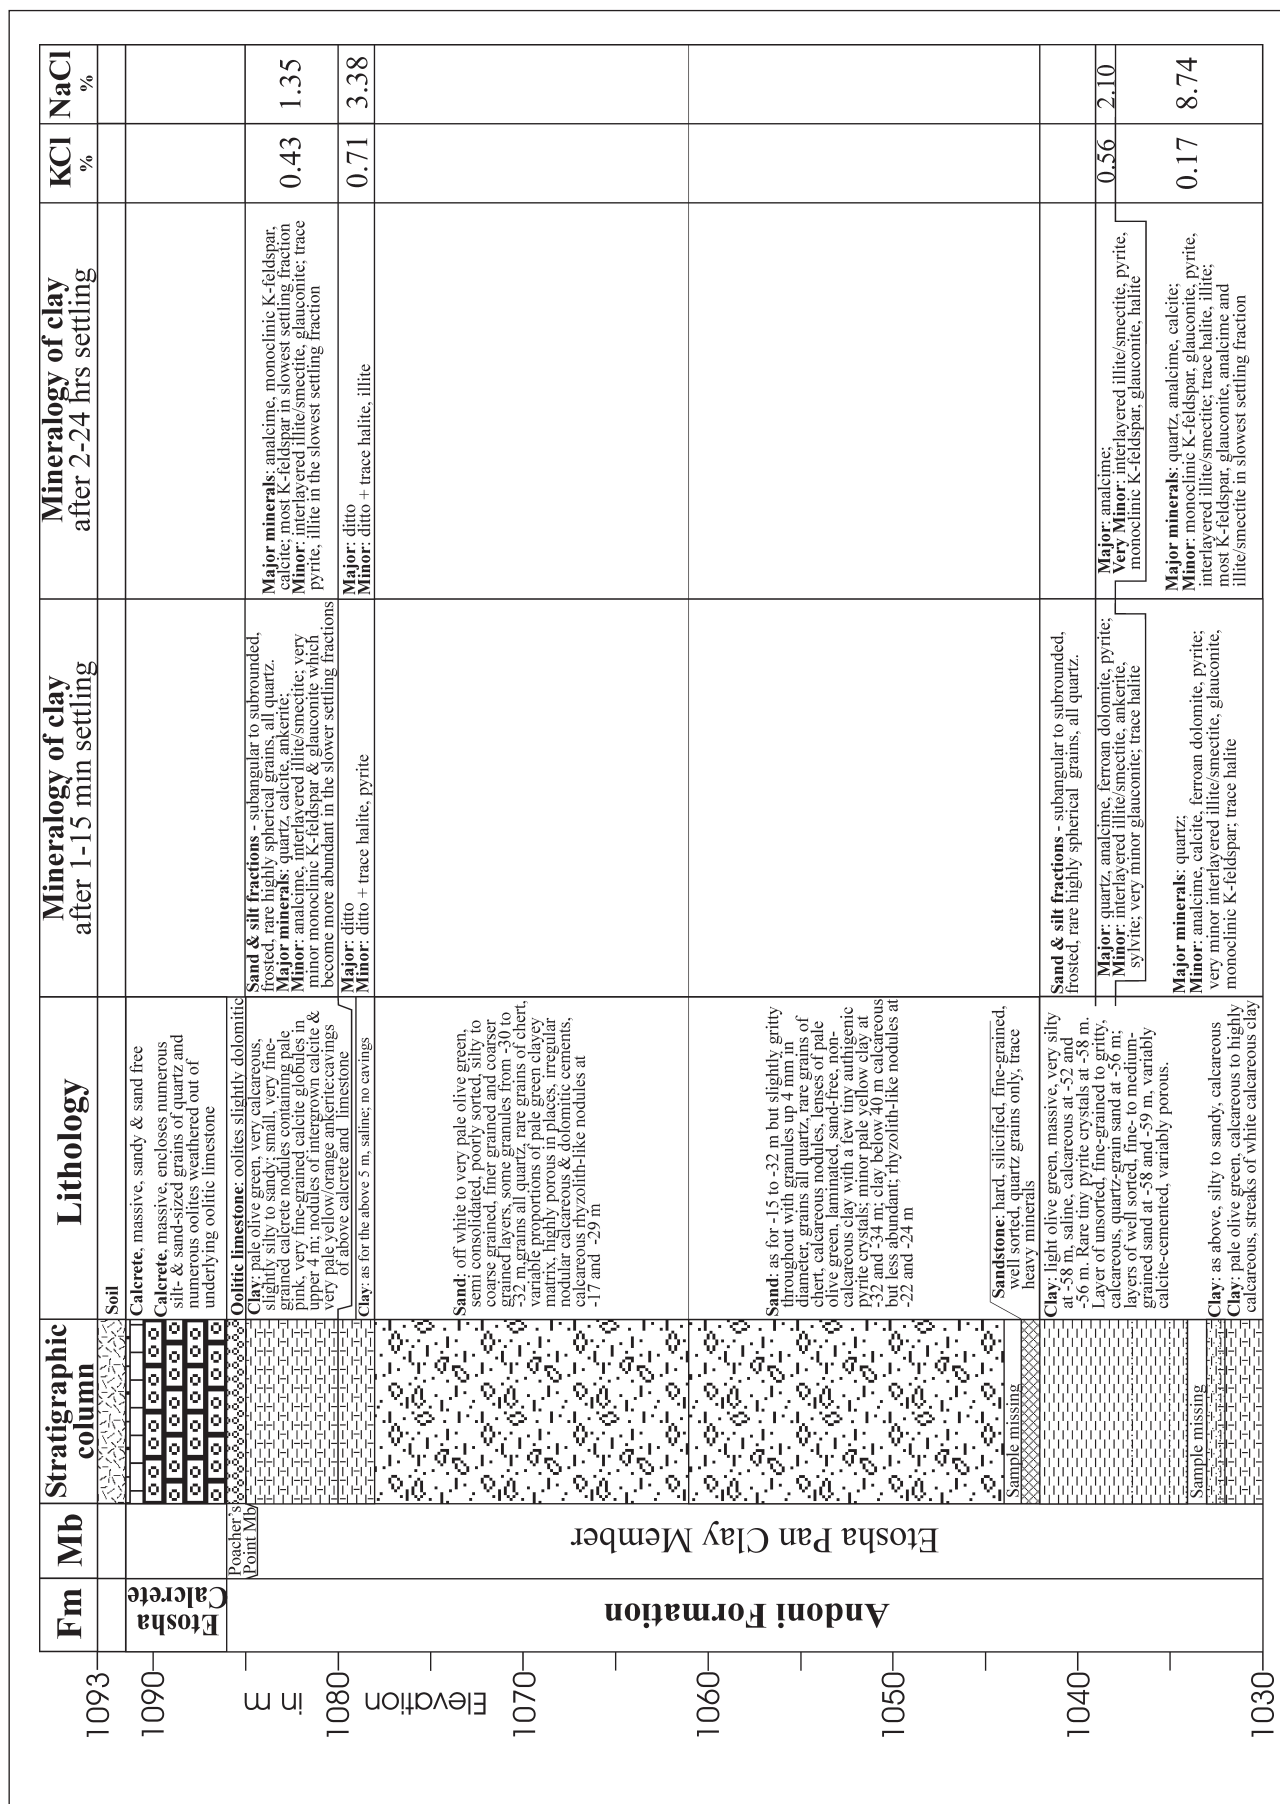 Fm
Mb
Stratigraphic
column
Lithology
Mineralogy of clay
after 1-15 min settling
Mineralogy of clay
after 2-24 hrs settling
KCl
%
NaCl
%
1093
1090
1080
1070
1060
1050
1040
1030
Elevation
in m
Etosha
Calcrete
Andoni Formation
Poacher's
Point Mb
Etosha Pan Clay Member
Sample missing
Sample missing
Soil
Calcrete, massive, sandy & sand free
Calcrete, massive, encloses numerous
silt- & sand-sized grains of quartz and
numerous oolites weathered out of
underlying oolitic limestone
Oolitic limestone: oolites slightly dolomitic
Clay: pale olive green, very calcareous,
slightly silty to sandy; small, very fine-
grained calcrete nodules containing pale
pink, very fine-grained calcite globules in
upper 4 m; nodules of intergrown calcite &
very pale yellow/orange ankerite:cavings
of above calcrete and limestone
Clay: as for the above 5 m, saline; no cavings
Sand: off white to very pale olive green,
semi consolidated, poorly sorted, silty to
coarse grained, finer grained and coarser
grained layers, some granules from -30 to
-32 m,grains all quartz, rare grains of chert,
variable proportions of pale green clayey
matrix, highly porous in places, irregular
nodular calcareous & dolomitic cements,
calcareous rhyzolith-like nodules at
-17 and -29 m
Sand: as for -15 to -32 m but slightly gritty
throughout with granules up 4 mm in
diameter, grains all quartz, rare grains of
chert, calcareous nodules, lenses of pale
olive green, laminated, sand-free, non-
calcareous clay with a few tiny authigenic
pyrite crystals; minor pale yellow clay at
-32 and -34 m; clay below 40 m calcareous
but less abundant; rhyzolith-like nodules at
-22 and -24 m
Sandstone: hard, silicified, fine-grained,
well sorted, quartz grains only, trace
heavy minerals
Clay: light olive green, massive, very silty
at -58 m, saline, calcareous at -52 and
-56 m. Rare tiny pyrite crystals at -58 m.
Layer of unsorted, fine-grained to gritty,
calcareous, quartz-grain sand at -56 m;
layers of well sorted, fine- to medium-
grained sand at -58 and -59 m, variably
calcite-cemented, variably porous.
Clay: as above, silty to sandy, calcareous
Clay: pale olive green, calcareous to highly
calcareous, streaks of white calcareous clay
Sand & silt fractions - subangular to subrounded,
frosted, rare highly spherical grains, all quartz.
Major minerals: quartz, calcite, ankerite;
Minor: analcime, interlayered illite/smectite; very
minor monoclinic K-feldspar & glauconite which
become more abundant in the slower settling fractions
Major: ditto
Minor: ditto + trace halite, pyrite
Sand & silt fractions - subangular to subrounded,
frosted, rare highly spherical grains, all quartz.
Major: quartz, analcime, ferroan dolomite, pyrite;
Minor: interlayered illite/smectite, ankerite,
sylvite; very minor glauconite; trace halite
Major minerals: quartz;
Minor: analcime, calcite, ferroan dolomite, pyrite;
very minor interlayered illite/smectite, glauconite,
monoclinic K-feldspar; trace halite
Major minerals: analcime, monoclinic K-feldspar,
calcite; most K-feldspar in slowest settling fraction
Minor: interlayered illite/smectite, glauconite; trace
pyrite, illite in the slowest settling fraction
Major: ditto
Minor: ditto + trace halite, illite
Major: analcime;
Very Minor: interlayered illite/smectite, pyrite,
monoclinic K-feldspar, glauconite, halite
Major minerals: quartz, analcime, calcite;
Minor: monoclinic K-feldspar, glauconite, pyrite,
interlayered illite/smectite; trace halite, illite;
most K-feldspar, glauconite, analcime and
illite/smectite in slowest settling fraction
0.43
1.35
0.71
3.38
0.56
2.10
0.17
8.74